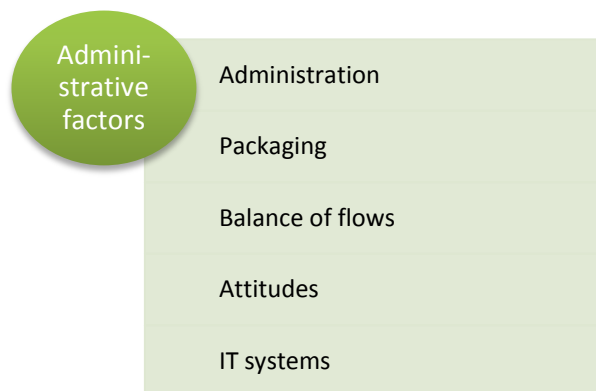 Admini-
strative
factors
Administration
Packaging
Balance of flows
Attitudes
IT systems